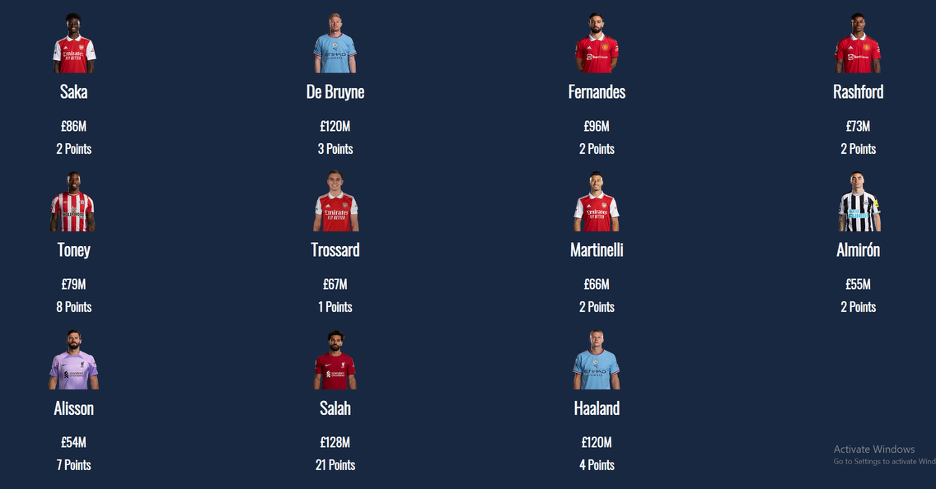 Saka De Bruyne Fernandes Rashford
£86M £120M £96M £73M
2 Points 3 Points 2 Points 2 Points
Toney Trossard Martinelli Almirón
£79M £67M £66M £55M
8 Points 1 Points 2 Points 2 Points
Alisson Salah Haaland
£54M £128M £120M
7 Points 21 Points 4 Points
Activate Windows
Go to Settings to activate Wind